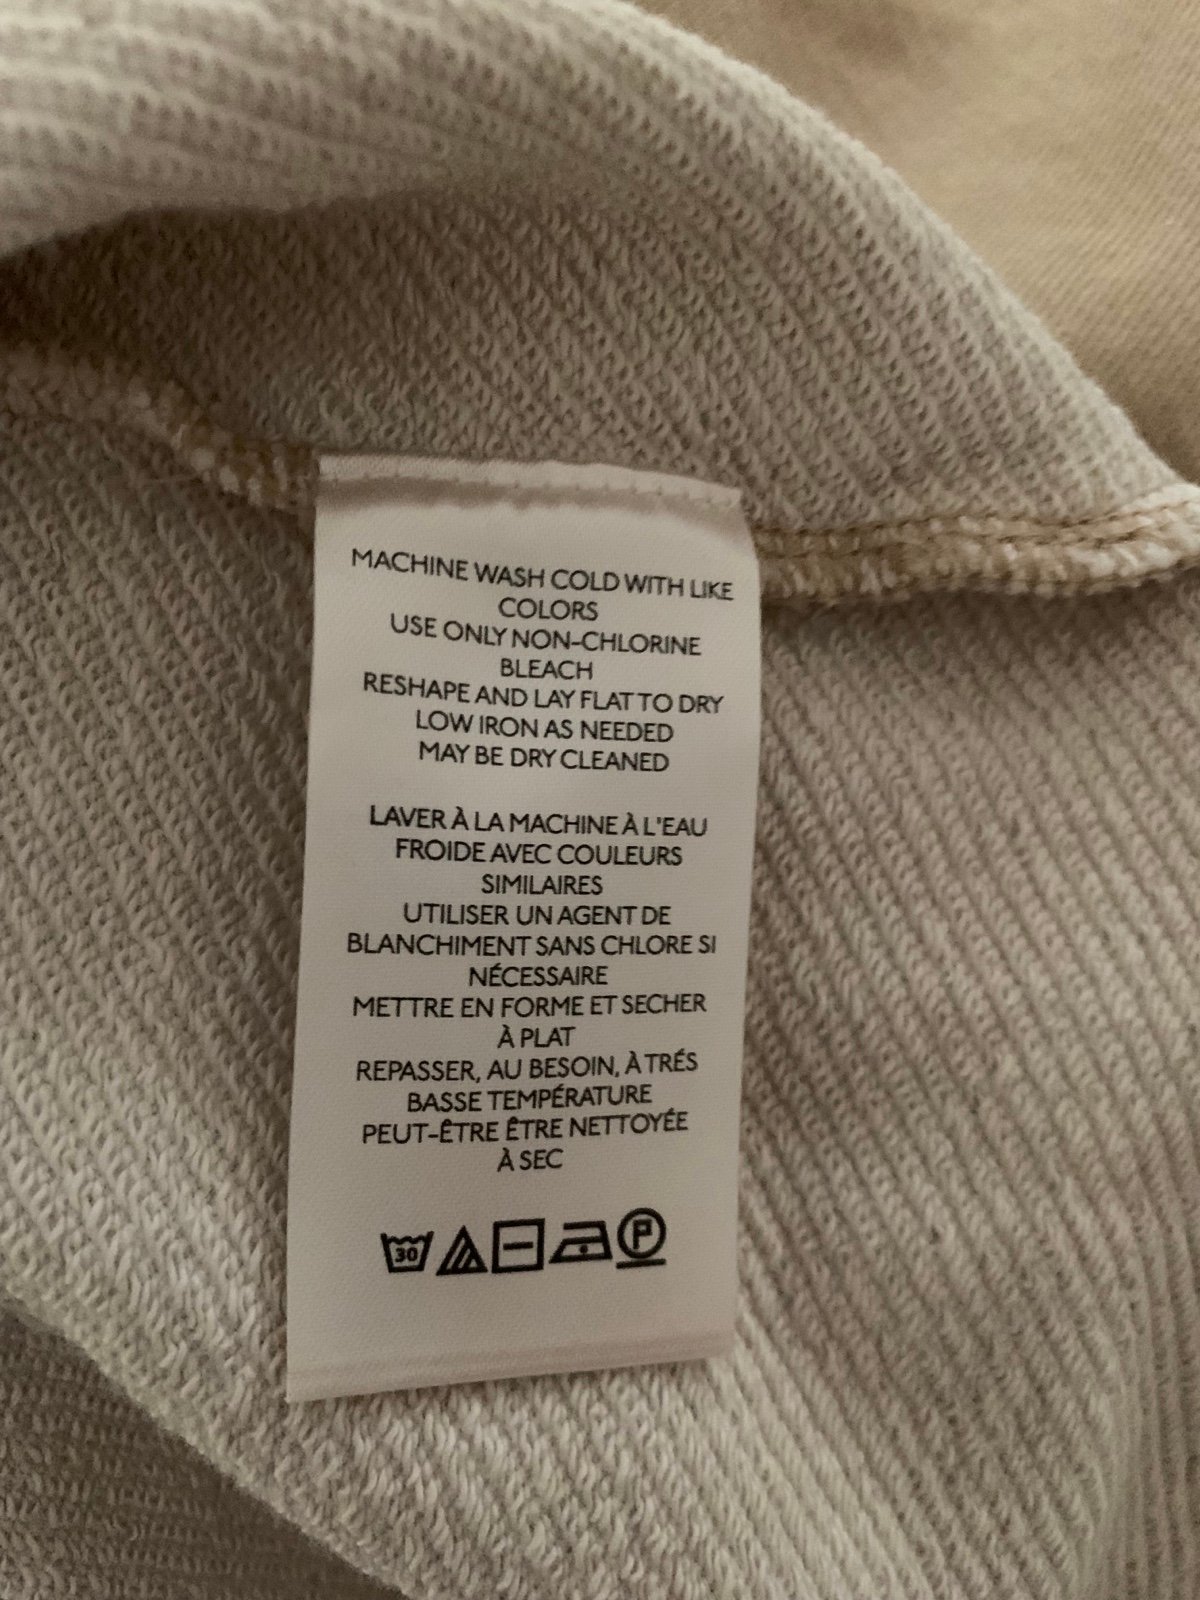 MACHINE WASH COLD WITH LIKE
COLORS
USE ONLY NON-CHLORINE
BLEACH
RESHAPE AND LAY FLAT TO DRY
LOW IRON AS NEEDED
MAY BE DRY CLEANED
LAVER À LA MACHINE À L'EAU
FROIDE AVEC COULEURS
SIMILAIRES
UTILISER UN AGENT DE
BLANCHIMENT SANS CHLORE SI
NÉCESSAIRE
METTRE EN FORME ET SECHER
À PLAT
REPASSER, AU BESOIN, À TRÉS
BASSE TEMPÉRATURE
PEUT-ÊTRE ÊTRE NETTOYÉE
À SEC
30 P